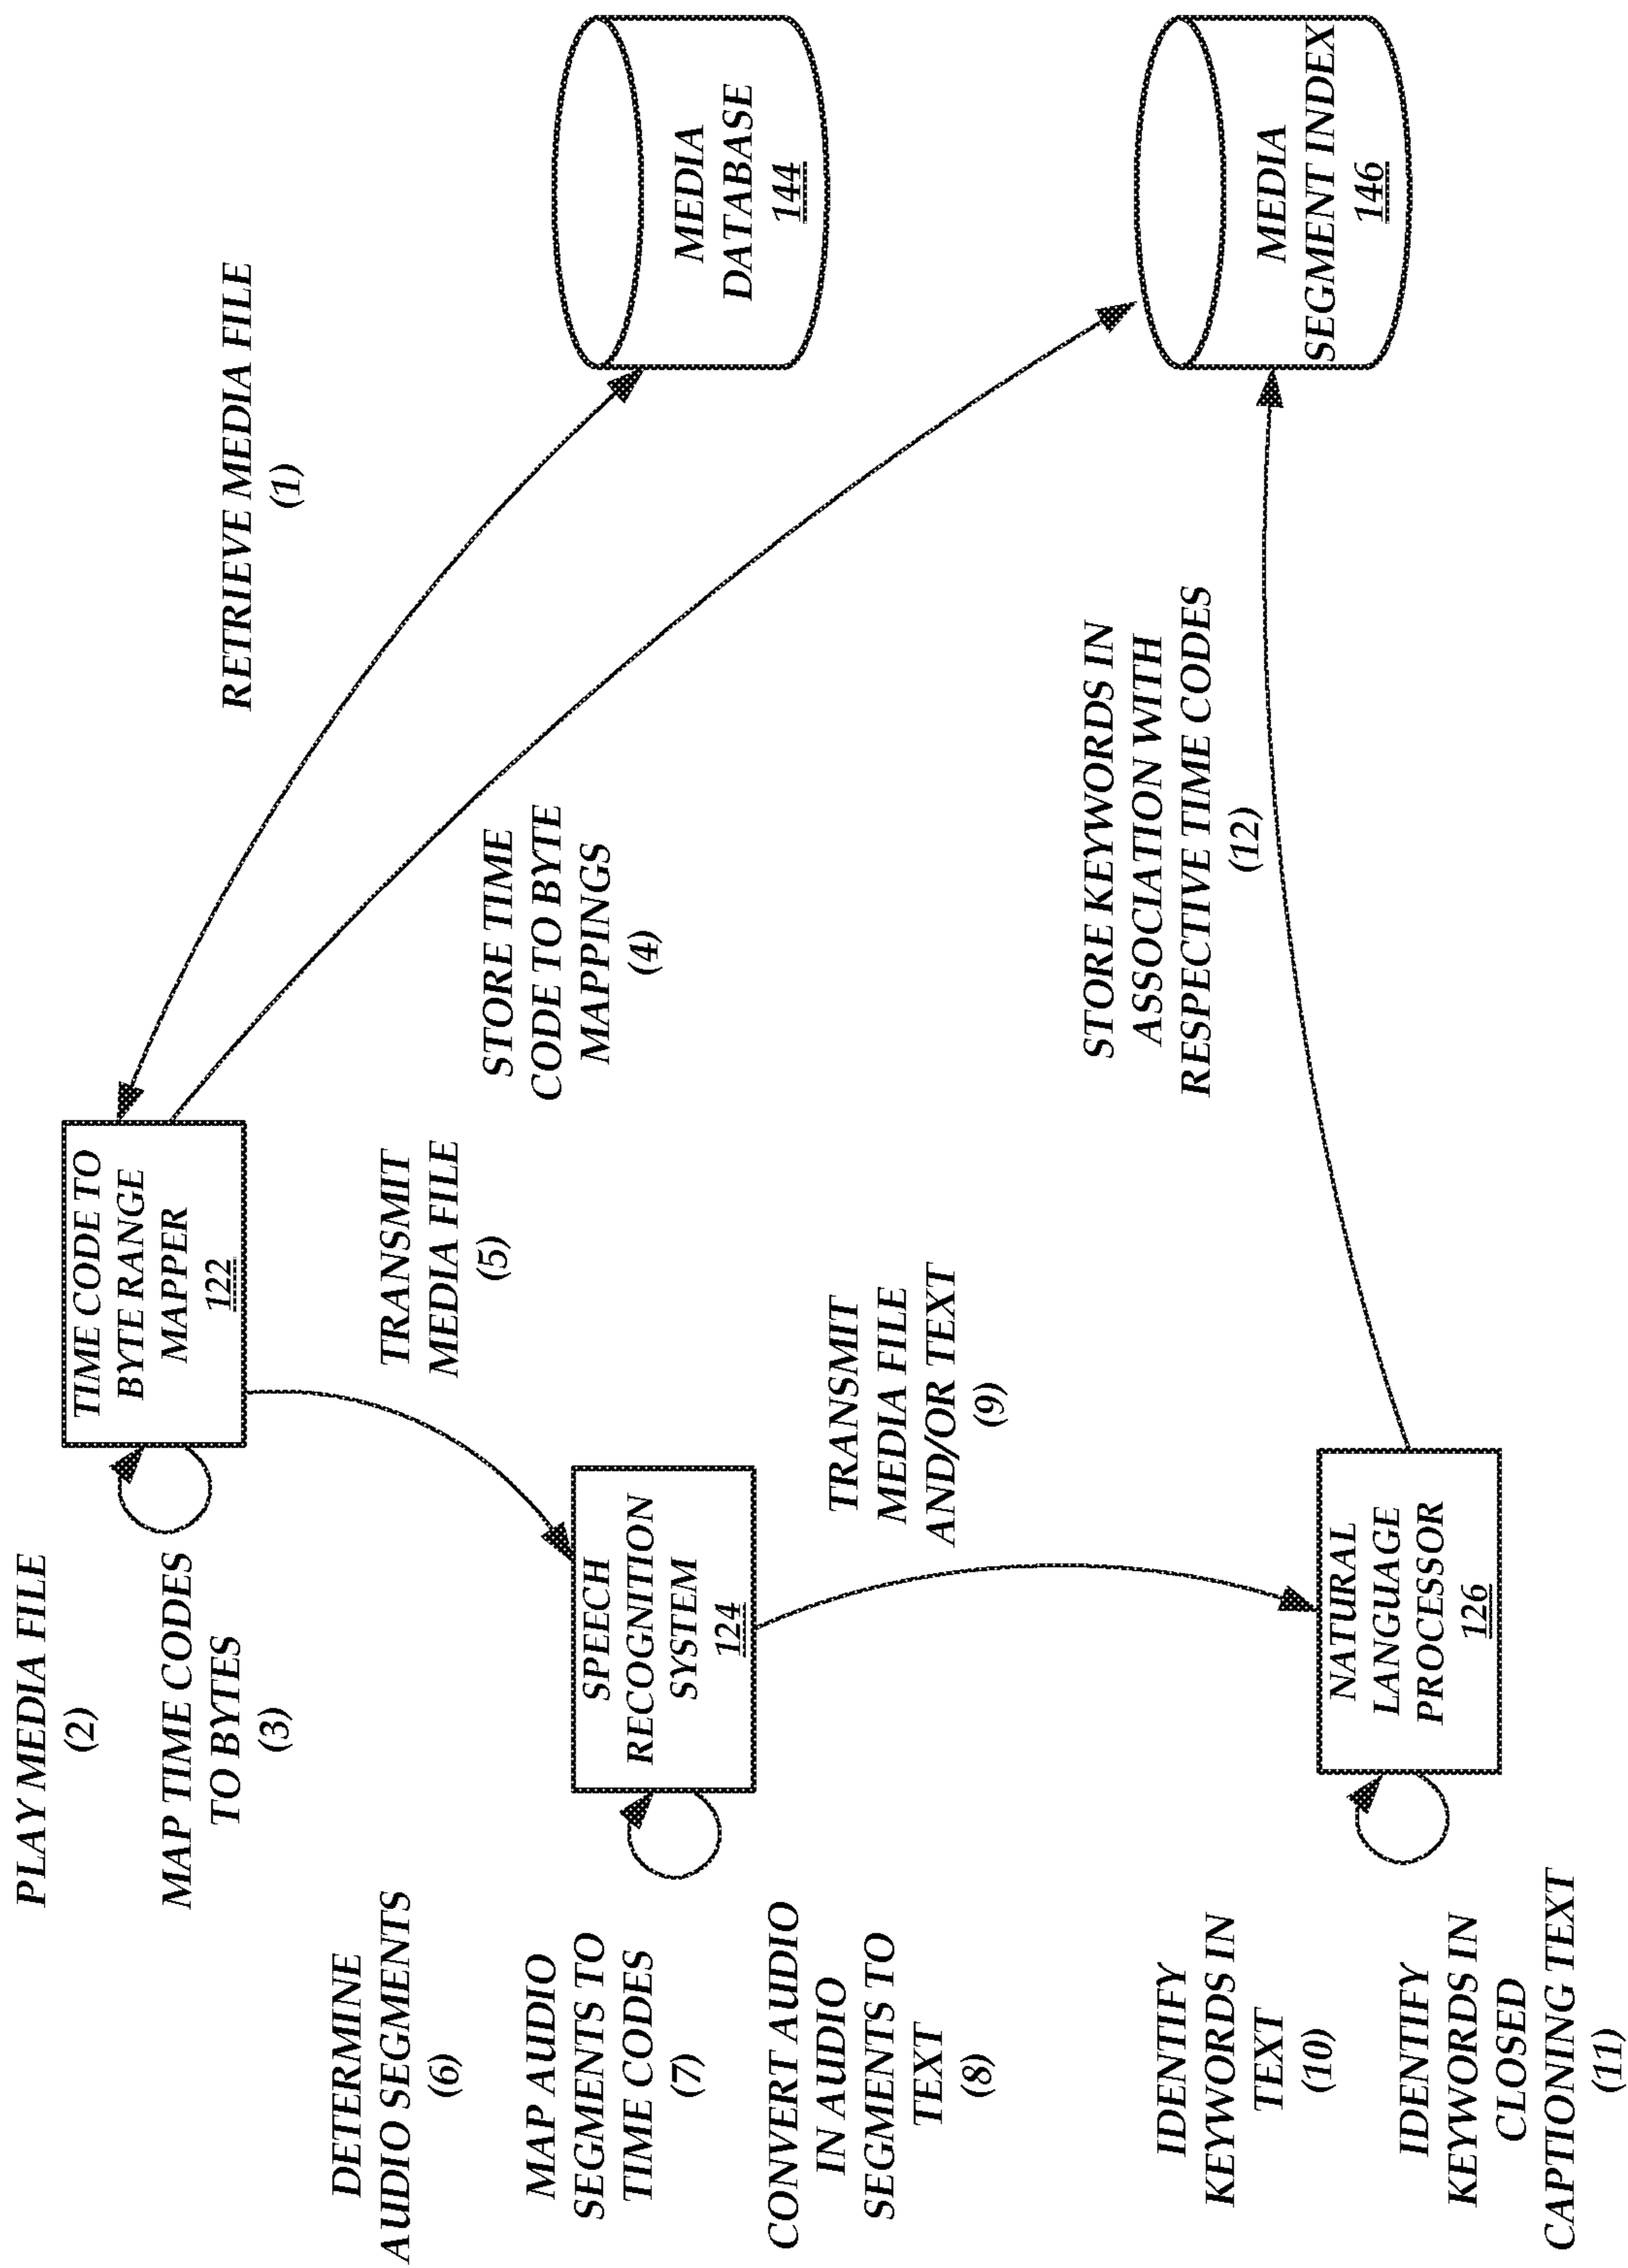 PLAY MEDIA FILE
(2)
MAP TIME CODES
TO BYTES
(3)
TIME CODE TO
BYTE RANGE
MAPPER
122
RETRIEVE MEDIA FILE
(1)
MEDIA
DATABASE
144
STORE TIME
CODE TO BYTE
MAPPINGS
(4)
TRANSMIT
MEDIA FILE
(5)
DETERMINE
AUDIO SEGMENTS
(6)
MAP AUDIO
SEGMENTS TO
TIME CODES
(7)
CONVERT AUDIO
IN AUDIO
SEGMENTS TO
TEXT
(8)
SPEECH
RECOGNITION
SYSTEM
124
TRANSMIT
MEDIA FILE
AND/OR TEXT
(9)
STORE KEYWORDS IN
ASSOCIATION WITH
RESPECTIVE TIME CODES
(12)
MEDIA
SEGMENT INDEX
146
IDENTIFY
KEYWORDS IN
TEXT
(10)
IDENTIFY
KEYWORDS IN
CLOSED
CAPTIONING TEXT
(11)
NATURAL
LANGUAGE
PROCESSOR
126